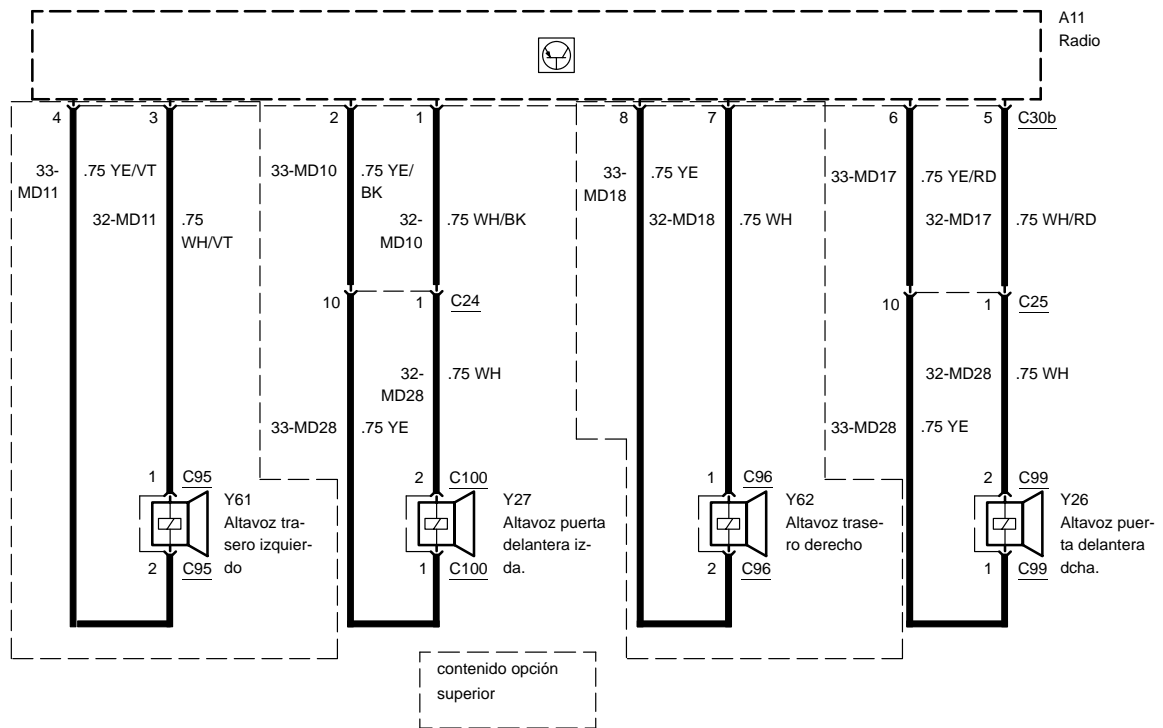 A11
Radio
4
3
2
1
8
7
6
5
C30b
33-
MD11
.75 YE/VT
32-MD11
.75
WH/VT
33-MD10
.75 YE/
BK
32-
MD10
.75 WH/BK
33-
MD18
.75 YE
32-MD18
.75 WH
33-MD17
.75 YE/RD
32-MD17
.75 WH/RD
10
1
C24
10
1
C25
32-
MD28
.75 WH
33-MD28
.75 YE
32-MD28
.75 WH
33-MD28
.75 YE
1
C95
Y61
Altavoz tra-
sero izquier-
do
2
C95
2
C100
Y27
Altavoz puerta
delantera iz-
da.
1
C100
1
C96
Y62
Altavoz trase-
ro derecho
2
C96
2
C99
Y26
Altavoz puer-
ta delantera
dcha.
1
C99
contenido opción
superior